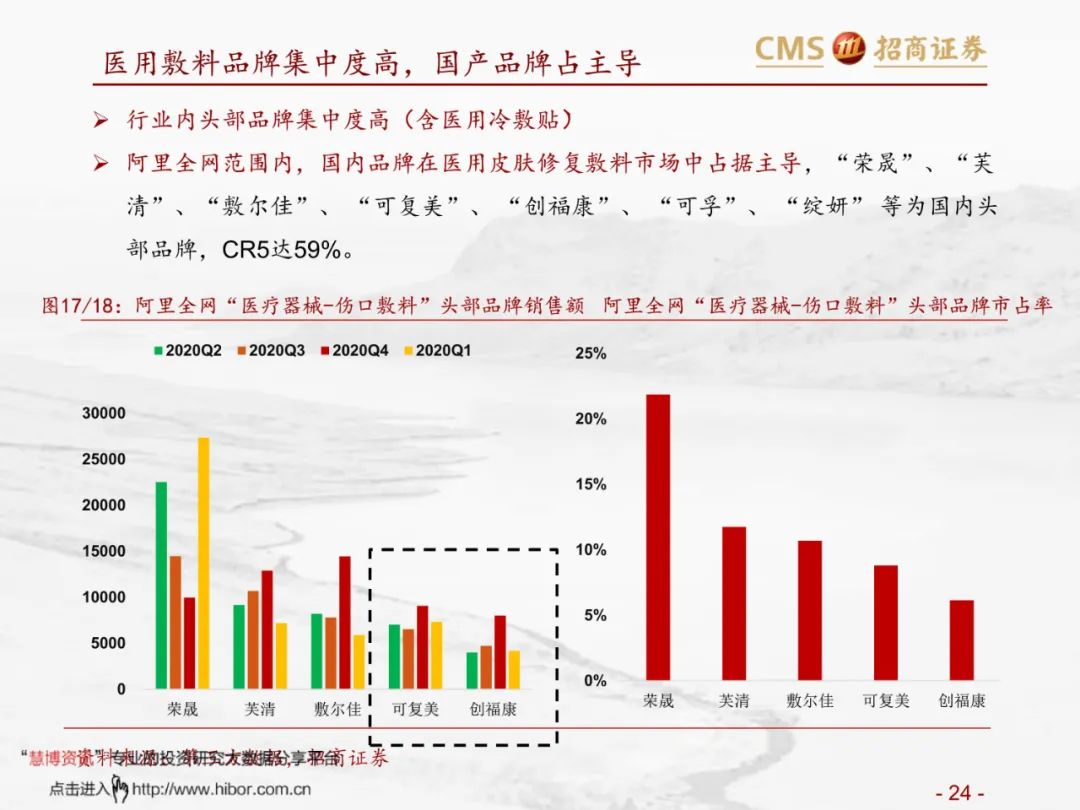 医用敷料品牌集中度高，国产品牌占主导
CMS 招商证券
➢ 行业内头部品牌集中度高（含医用冷敷贴）
➢ 阿里全网范围内，国内品牌在医用皮肤修复敷料市场中占据主导，“荣晟”、“芙
清”、“敷尔佳”、“可复美”、“创福康”、“可孚”、“绽妍” 等为国内头
部品牌，CR5达59%。
图17/18：阿里全网“医疗器械-伤口敷料”头部品牌销售额 阿里全网“医疗器械-伤口敷料”头部品牌市占率
2020Q2 2020Q3 2020Q4 2020Q1
30000
25000
20000
15000
10000
5000
0
荣晟 芙清 敷尔佳 可复美 创福康
25%
20%
15%
10%
5%
0%
荣晟 芙清 敷尔佳 可复美 创福康
资料来源：第三方数据，招商证券
“慧博资讯”专业的投资研究大数据分享平台
点击进入 http://www.hibor.com.cn
- 24 -